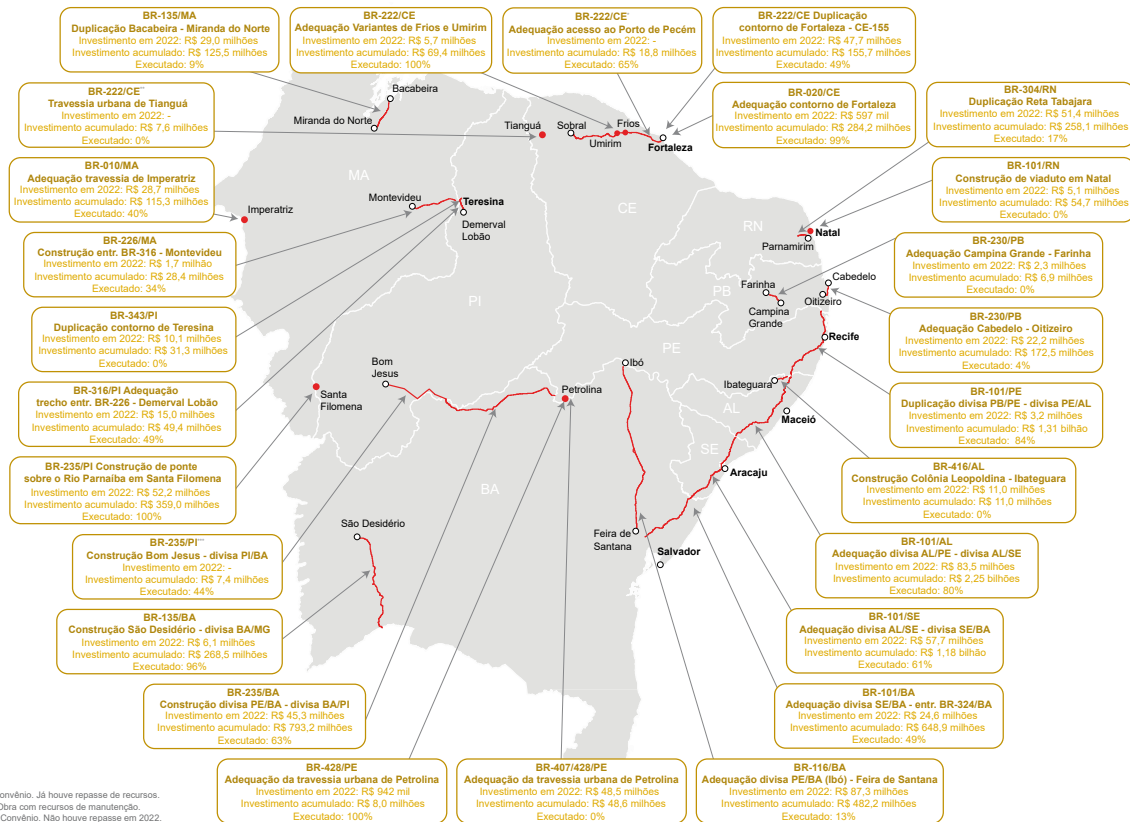 BR-135/MA
Duplicação Bacabeira - Miranda do Norte
Investimento em 2022: R$ 29,0 milhões
Investimento acumulado: R$ 125,5 milhões
Executado: 9%
BR-222/CE
Adequação Variantes de Frios e Umirim
Investimento em 2022: R$ 5,7 milhões
Investimento acumulado: R$ 69,4 milhões
Executado: 100%
BR-222/CE
Adequação acesso ao Porto de Pecém
Investimento em 2022: -
Investimento acumulado: R$ 18,8 milhões
Executado: 65%
BR-222/CE Duplicação
contorno de Fortaleza - CE-155
Investimento em 2022: R$ 47,7 milhões
Investimento acumulado: R$ 155,7 milhões
Executado: 49%
BR-222/CE**
Travessia urbana de Tianguá
Investimento em 2022: -
Investimento acumulado: R$ 7,6 milhões
Executado: 0%
BR-020/CE
Adequação contorno de Fortaleza
Investimento em 2022: R$ 597 mil
Investimento acumulado: R$ 284,2 milhões
Executado: 99%
BR-304/RN
Duplicação Reta Tabajara
Investimento em 2022: R$ 51,4 milhões
Investimento acumulado: R$ 258,1 milhões
Executado: 17%
BR-010/MA
Adequação travessia de Imperatriz
Investimento em 2022: R$ 28,7 milhões
Investimento acumulado: R$ 115,3 milhões
Executado: 40%
BR-101/RN
Construção de viaduto em Natal
Investimento em 2022: R$ 5,1 milhões
Investimento acumulado: R$ 54,7 milhões
Executado: 0%
BR-226/MA
Construção entr. BR-316 - Montevideu
Investimento em 2022: R$ 1,7 milhão
Investimento acumulado: R$ 28,4 milhões
Executado: 34%
BR-230/PB
Adequação Campina Grande - Farinha
Investimento em 2022: R$ 2,3 milhões
Investimento acumulado: R$ 6,9 milhões
Executado: 0%
BR-343/PI
Duplicação contorno de Teresina
Investimento em 2022: R$ 10,1 milhões
Investimento acumulado: R$ 31,3 milhões
Executado: 0%
BR-230/PB
Adequação Cabedelo - Oitizeiro
Investimento em 2022: R$ 22,2 milhões
Investimento acumulado: R$ 172,5 milhões
Executado: 4%
BR-316/PI Adequação
trecho entr. BR-226 - Demerval Lobão
Investimento em 2022: R$ 15,0 milhões
Investimento acumulado: R$ 49,4 milhões
Executado: 49%
BR-101/PE
Duplicação divisa PB/PE - divisa PE/AL
Investimento em 2022: R$ 3,2 milhões
Investimento acumulado: R$ 1,31 bilhão
Executado: 84%
BR-235/PI Construção de ponte
sobre o Rio Parnaíba em Santa Filomena
Investimento em 2022: R$ 52,2 milhões
Investimento acumulado: R$ 359,0 milhões
Executado: 100%
BR-416/AL
Construção Colônia Leopoldina - Ibateguara
Investimento em 2022: R$ 11,0 milhões
Investimento acumulado: R$ 11,0 milhões
Executado: 0%
BR-235/PI***
Construção Bom Jesus - divisa PI/BA
Investimento em 2022: -
Investimento acumulado: R$ 7,4 milhões
Executado: 44%
BR-101/AL
Adequação divisa AL/PE - divisa AL/SE
Investimento em 2022: R$ 83,5 milhões
Investimento acumulado: R$ 2,25 bilhões
Executado: 80%
BR-135/BA
Construção São Desidério - divisa BA/MG
Investimento em 2022: R$ 6,1 milhões
Investimento acumulado: R$ 268,5 milhões
Executado: 96%
BR-101/SE
Adequação divisa AL/SE - divisa SE/BA
Investimento em 2022: R$ 57,7 milhões
Investimento acumulado: R$ 1,18 bilhão
Executado: 61%
BR-235/BA
Construção divisa PE/BA - divisa BA/PI
Investimento em 2022: R$ 45,3 milhões
Investimento acumulado: R$ 793,2 milhões
Executado: 63%
BR-101/BA
Adequação divisa SE/BA - entr. BR-324/BA
Investimento em 2022: R$ 24,6 milhões
Investimento acumulado: R$ 648,9 milhões
Executado: 49%
BR-428/PE
Adequação da travessia urbana de Petrolina
Investimento em 2022: R$ 942 mil
Investimento acumulado: R$ 8,0 milhões
Executado: 100%
BR-407/428/PE
Adequação da travessia urbana de Petrolina
Investimento em 2022: R$ 48,5 milhões
Investimento acumulado: R$ 48,6 milhões
Executado: 0%
BR-116/BA
Adequação divisa PE/BA (Ibó) - Feira de Santana
Investimento em 2022: R$ 87,3 milhões
Investimento acumulado: R$ 482,2 milhões
Executado: 13%
Bacabeira
Miranda do Norte
Tianguá
Sobral
Frios
Umirim
Fortaleza
MA
Montevideu
Teresina
Demerval
Lobão
Imperatriz
CE
RN
Natal
Parnamirim
PI
PB
Farinha
Campina
Grande
Cabedelo
Oitizeiro
Recife
PE
Ibó
Bom
Jesus
Santa
Filomena
Petrolina
Ibateguara
AL
Maceió
SE
Aracaju
BA
São Desidério
Feira de
Santana
Salvador
onvênio. Já houve repasse de recursos.
Obra com recursos de manutenção.
Convênio. Não houve repasse em 2022.